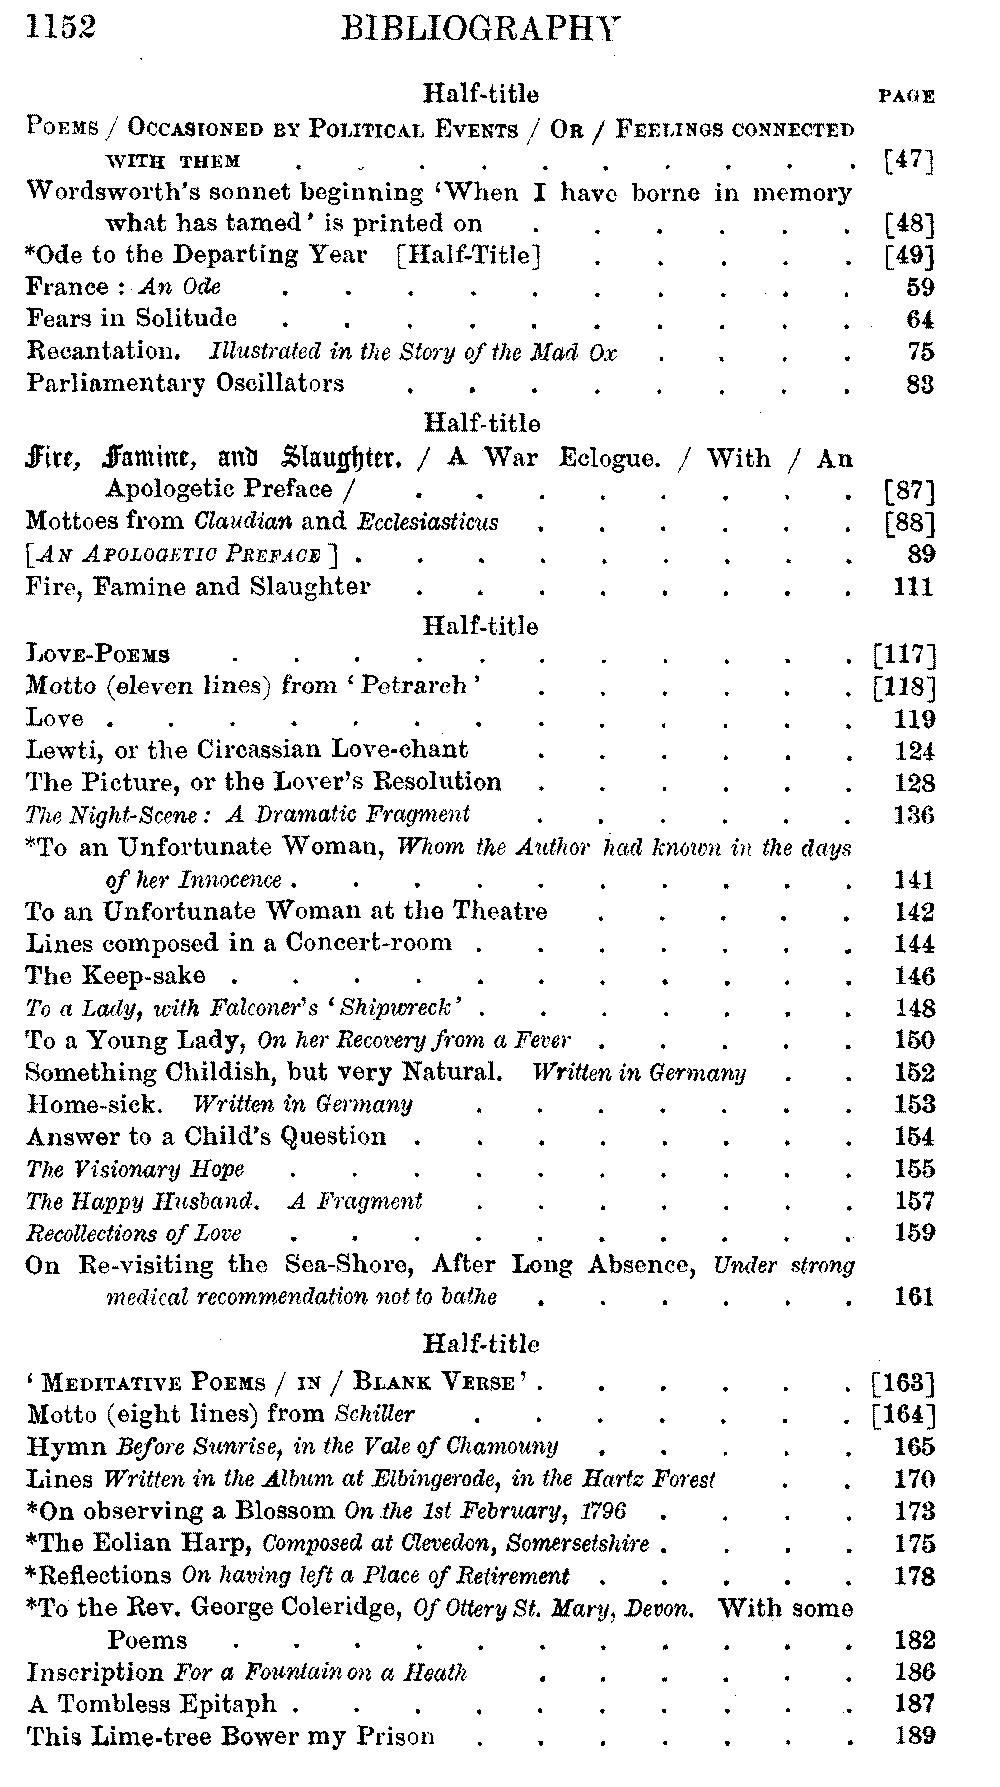 1152 BIBLIOGRAPHY
Half-title PAGE
POEMS / OCCASIONED BY POLITICAL EVENTS / OR / FEELINGS CONNECTED
WITH THEM . . . . . . . . . . [47]
Wordsworth's sonnet beginning 'When I have borne in memory
what has tamed' is printed on . . . . . . [48]
*Ode to the Departing Year [Half-Title] . . . . . [49]
France : An Ode . . . . . . . . . . 59
Fears in Solitude . . . . . . . . . . 64
Recantation. Illustrated in the Story of the Mad Ox . . . . 75
Parliamentary Oscillators . . . . . . . . 83
Half-title
Fire, Famine, and Slaughter. / A War Eclogue. / With / An
Apologetic Preface / . . . . . . . . [87]
Mottoes from Claudian and Ecclesiasticus . . . . . . [88]
[AN APOLOGETIC PREFACE] . . . . . . . . . 89
Fire, Famine and Slaughter . . . . . . . . 111
Half-title
LOVE-POEMS . . . . . . . . . . . [117]
Motto (eleven lines) from 'Petrarch' . . . . . . [118]
Love . . . . . . . . . . . . . 119
Lewti, or the Circassian Love-chant . . . . . . 124
The Picture, or the Lover's Resolution . . . . . . 128
The Night-Scene : A Dramatic Fragment . . . . . . 136
*To an Unfortunate Woman, Whom the Author had known in the days
of her Innocence . . . . . . . . . . 141
To an Unfortunate Woman at the Theatre . . . . . 142
Lines composed in a Concert-room . . . . . . . 144
The Keep-sake . . . . . . . . . . . 146
To a Lady, with Falconer's 'Shipwreck' . . . . . . . 148
To a Young Lady, On her Recovery from a Fever . . . . . 150
Something Childish, but very Natural. Written in Germany . . 152
Home-sick. Written in Germany . . . . . . . 153
Answer to a Child's Question . . . . . . . . 154
The Visionary Hope . . . . . . . . . . 155
The Happy Husband. A Fragment . . . . . . . 157
Recollections of Love . . . . . . . . . . 159
On Re-visiting the Sea-Shore, After Long Absence, Under strong
medical recommendation not to bathe . . . . . . 161
Half-title
'MEDITATIVE POEMS / IN / BLANK VERSE' . . . . . . [163]
Motto (eight lines) from Schiller . . . . . . . [164]
Hymn Before Sunrise, in the Vale of Chamouny . . . . . 165
Lines Written in the Album at Elbingerode, in the Hartz Forest . . 170
*On observing a Blossom On the 1st February, 1796 . . . . 173
*The Eolian Harp, Composed at Clevedon, Somersetshire . . . . 175
*Reflections On having left a Place of Retirement . . . . . 178
*To the Rev. George Coleridge, Of Ottery St. Mary, Devon. With some
Poems . . . . . . . . . . . 182
Inscription For a Fountain on a Heath . . . . . . 186
A Tombless Epitaph . . . . . . . . . . 187
This Lime-tree Bower my Prison . . . . . . . 189